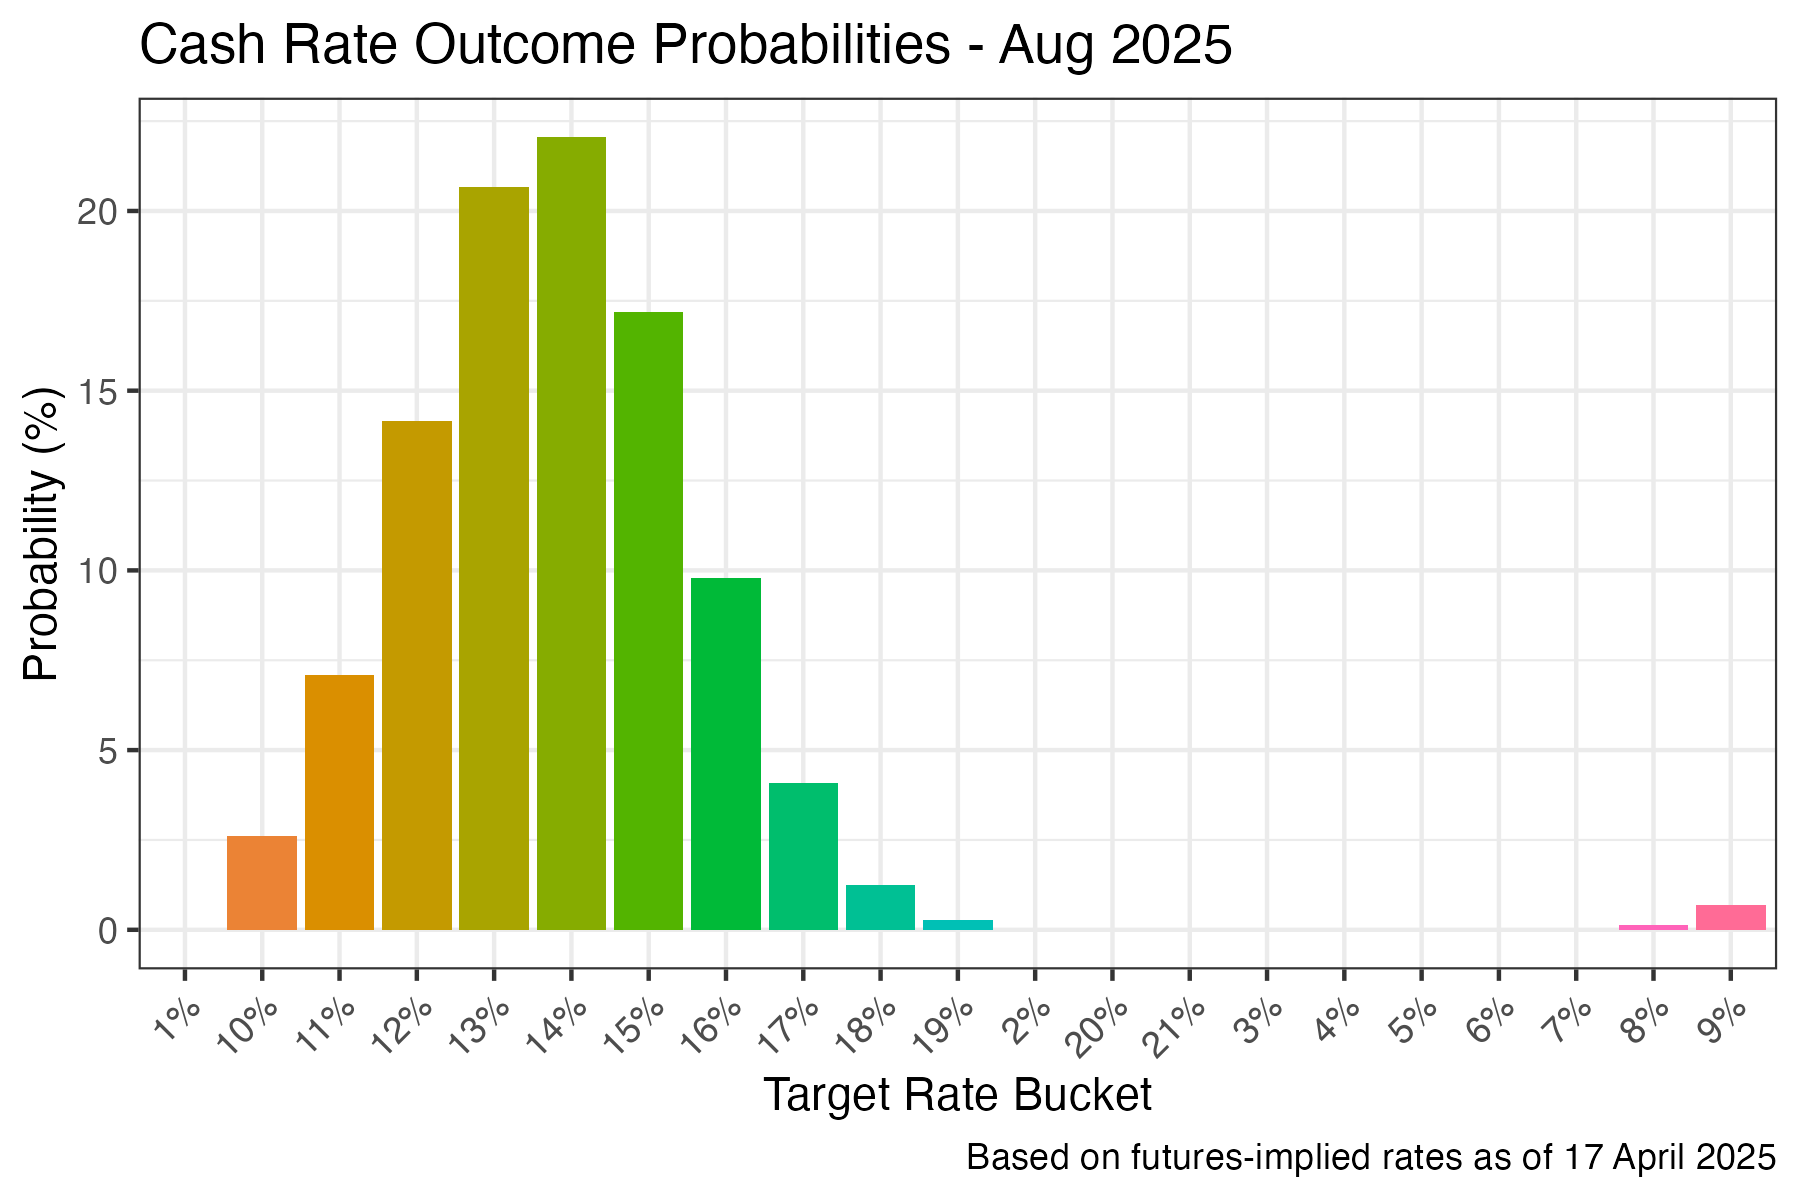 Cash Rate Outcome Probabilities - Aug 2025
Probability (%)
20
15
10
5
0
1% 10% 11% 12% 13% 14% 15% 16% 17% 18% 19% 2% 20% 21% 3% 4% 5% 6% 7% 8% 9%
Target Rate Bucket
Based on futures-implied rates as of 17 April 2025